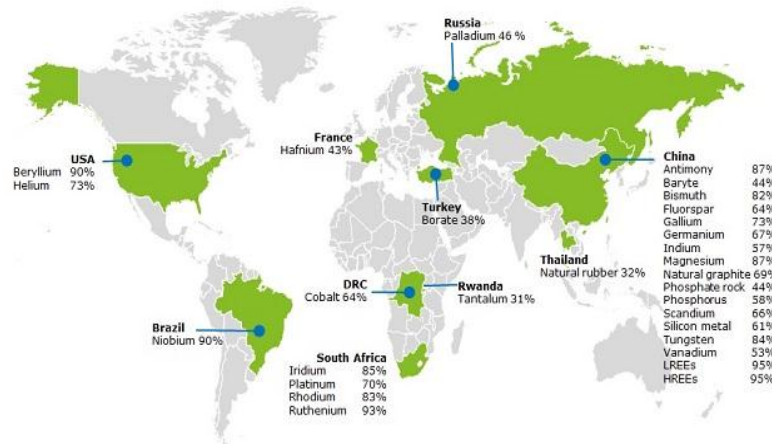 Russia
Palladium 46 %
France
Hafnium 43%
USA
Beryllium 90%
Helium 73%
Turkey
Borate 38%
China
Antimony 87%
Baryte 44%
Bismuth 82%
Fluorspar 64%
Gallium 73%
Germanium 67%
Indium 57%
Magnesium 87%
Natural graphite 69%
Phosphate rock 44%
Phosphorus 58%
Scandium 66%
Silicon metal 61%
Tungsten 84%
Vanadium 53%
LREEs 95%
HREEs 95%
Thailand
Natural rubber 32%
DRC
Cobalt 64%
Rwanda
Tantalum 31%
Brazil
Niobium 90%
South Africa
Iridium 85%
Platinum 70%
Rhodium 83%
Ruthenium 93%